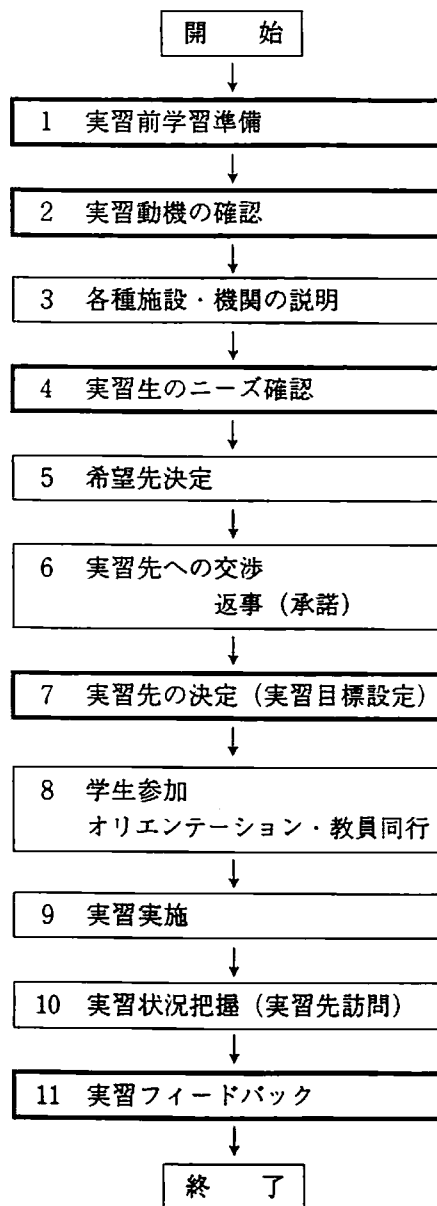 開　始
1　実習前学習準備
2　実習動機の確認
3　各種施設・機関の説明
4　実習生のニーズ確認
5　希望先決定
6　実習先への交渉
返事（承諾）
7　実習先の決定（実習目標設定）
8　学生参加
オリエンテーション・教員同行
9　実習実施
10　実習状況把握（実習先訪問）
11　実習フィードバック
終　了